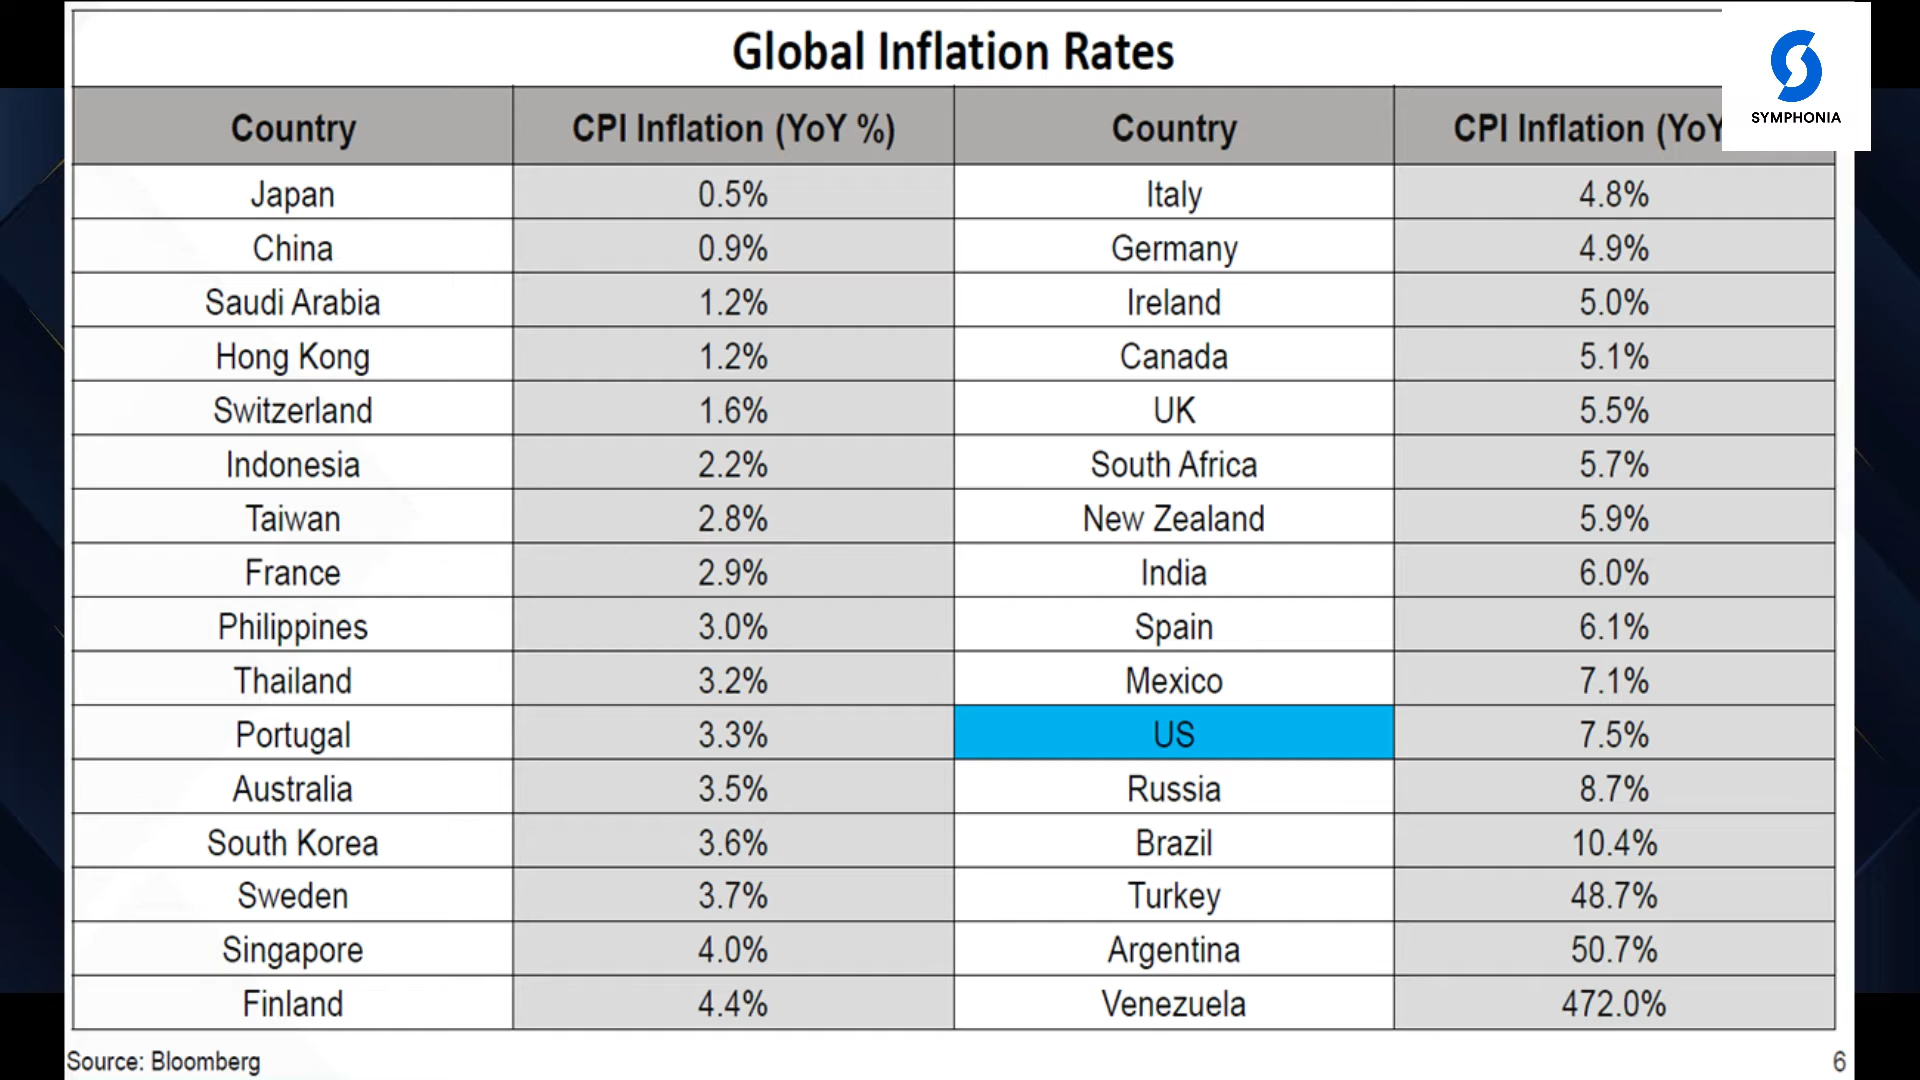 Global Inflation Rates
SYMPHONIA
Country CPI Inflation (YoY %) Country CPI Inflation (YoY
Japan 0.5% Italy 4.8%
China 0.9% Germany 4.9%
Saudi Arabia 1.2% Ireland 5.0%
Hong Kong 1.2% Canada 5.1%
Switzerland 1.6% UK 5.5%
Indonesia 2.2% South Africa 5.7%
Taiwan 2.8% New Zealand 5.9%
France 2.9% India 6.0%
Philippines 3.0% Spain 6.1%
Thailand 3.2% Mexico 7.1%
Portugal 3.3% US 7.5%
Australia 3.5% Russia 8.7%
South Korea 3.6% Brazil 10.4%
Sweden 3.7% Turkey 48.7%
Singapore 4.0% Argentina 50.7%
Finland 4.4% Venezuela 472.0%
Source: Bloomberg 6